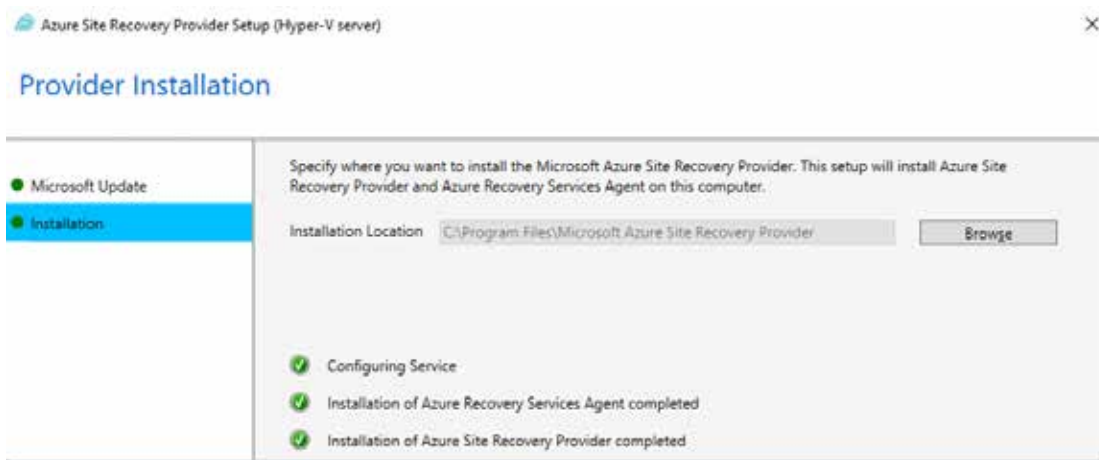 Azure Site Recovery Provider Setup (Hyper-V server)
Provider Installation
Microsoft Update
Installation
Specify where you want to install the Microsoft Azure Site Recovery Provider. This setup will install Azure Site
Recovery Provider and Azure Recovery Services Agent on this computer.
Installation Location
C:\Program Files\Microsoft Azure Site Recovery Provider
Browse
Configuring Service
Installation of Azure Recovery Services Agent completed
Installation of Azure Site Recovery Provider completed